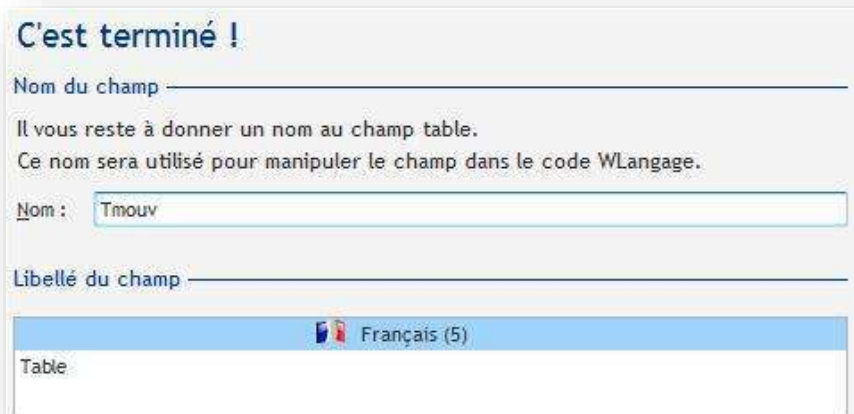 C'est terminé !
Nom du champ
Il vous reste à donner un nom au champ table.
Ce nom sera utilisé pour manipuler le champ dans le code WLangage.
Nom : Tmouv
Libellé du champ
Français (5)
Table